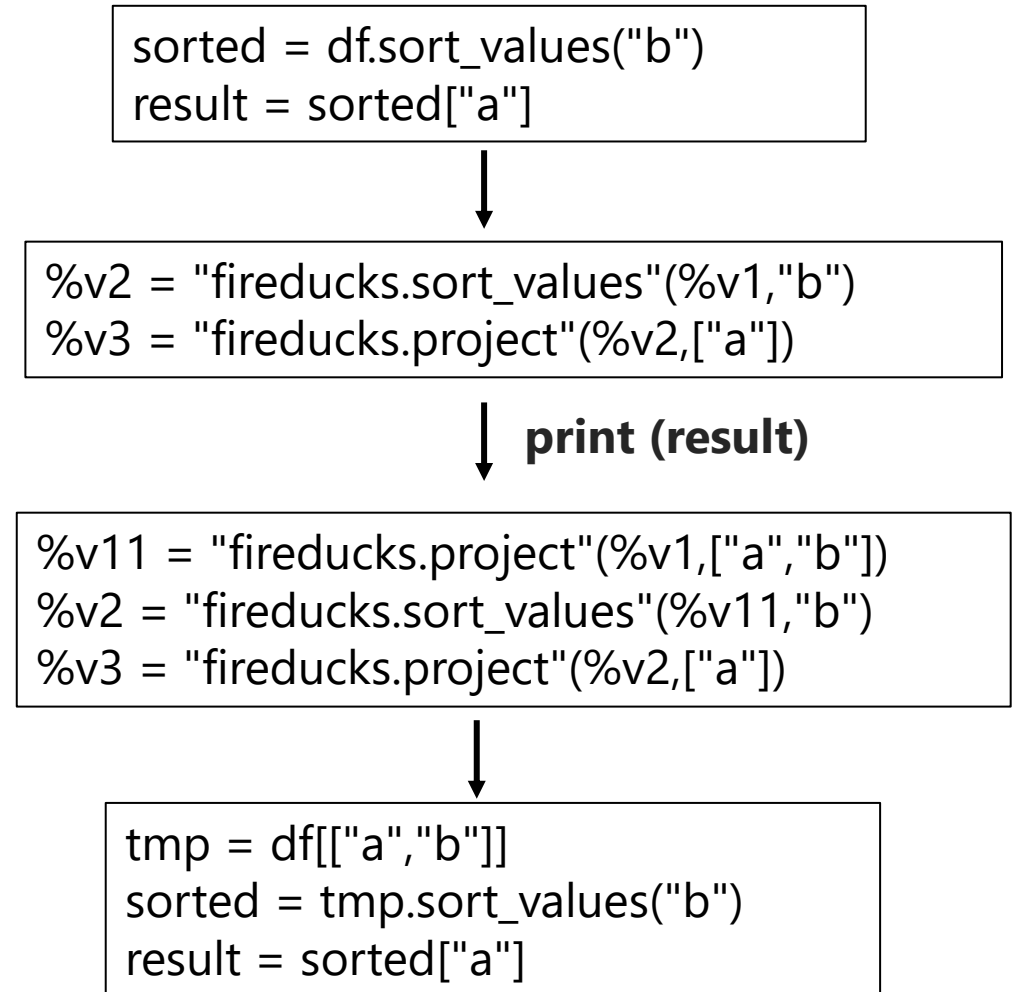 sorted = df.sort_values("b")
result = sorted["a"]
%v2 = "fireducks.sort_values"(%v1,"b")
%v3 = "fireducks.project"(%v2,["a"])
print (result)
%v11 = "fireducks.project"(%v1,["a","b"])
%v2 = "fireducks.sort_values"(%v11,"b")
%v3 = "fireducks.project"(%v2,["a"])
tmp = df[["a","b"]]
sorted = tmp.sort_values("b")
result = sorted["a"]